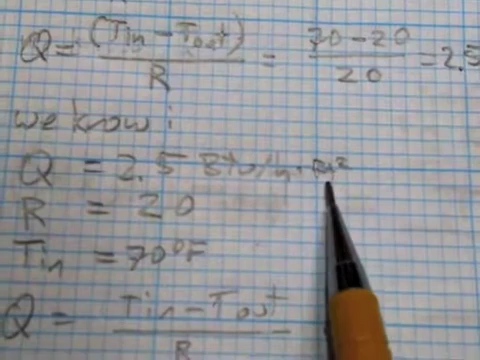 Q = (Tin - Tout) / R = 70 - 20 / 20 = 2.5
we know:
Q = 2.5 Btu/h·ft²
R = 20
Tin = 70°F
Q = Tin - Tout / R